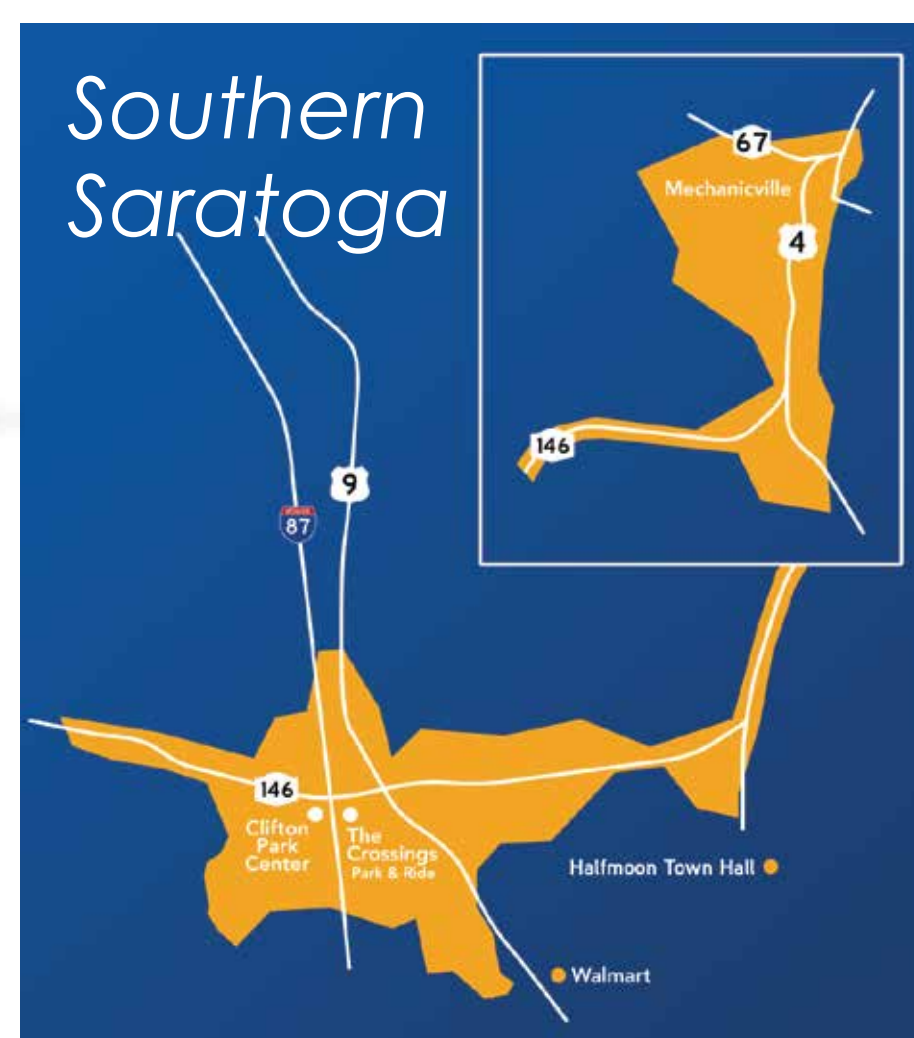 Southern
Saratoga
67
Mechanicville
4
146
9
87
146
Clifton
Park
Center
The
Crossings
Park & Ride
Halfmoon Town Hall
Walmart